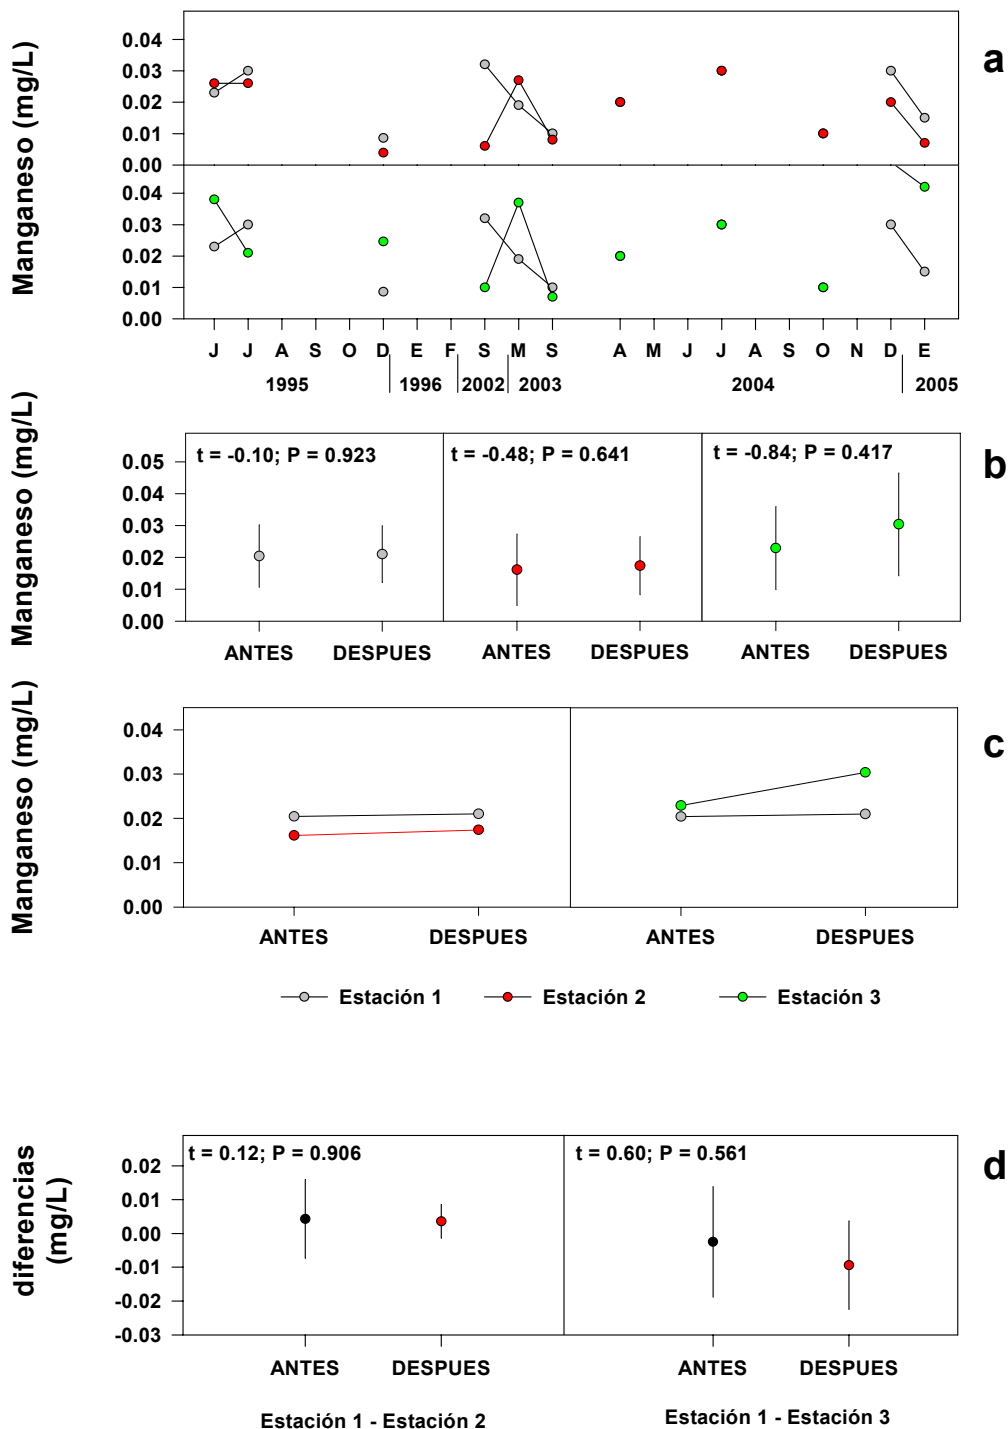 a
Manganeso (mg/L)
0.04
0.03
0.02
0.01
0.00
0.04
0.03
0.02
0.01
0.00
J J A S O D E F S M S A M J J A S O N D E
1995 1996 2002 2003 2004 2005
b
Manganeso (mg/L)
t = -0.10; P = 0.923 t = -0.48; P = 0.641 t = -0.84; P = 0.417
0.05
0.04
0.03
0.02
0.01
0.00
ANTES DESPUES ANTES DESPUES ANTES DESPUES
c
Manganeso (mg/L)
0.04
0.03
0.02
0.01
0.00
ANTES DESPUES ANTES DESPUES
Estación 1 Estación 2 Estación 3
d
diferencias
(mg/L)
t = 0.12; P = 0.906 t = 0.60; P = 0.561
0.02
0.01
0.00
-0.01
-0.02
-0.03
ANTES DESPUES ANTES DESPUES
Estación 1 - Estación 2 Estación 1 - Estación 3